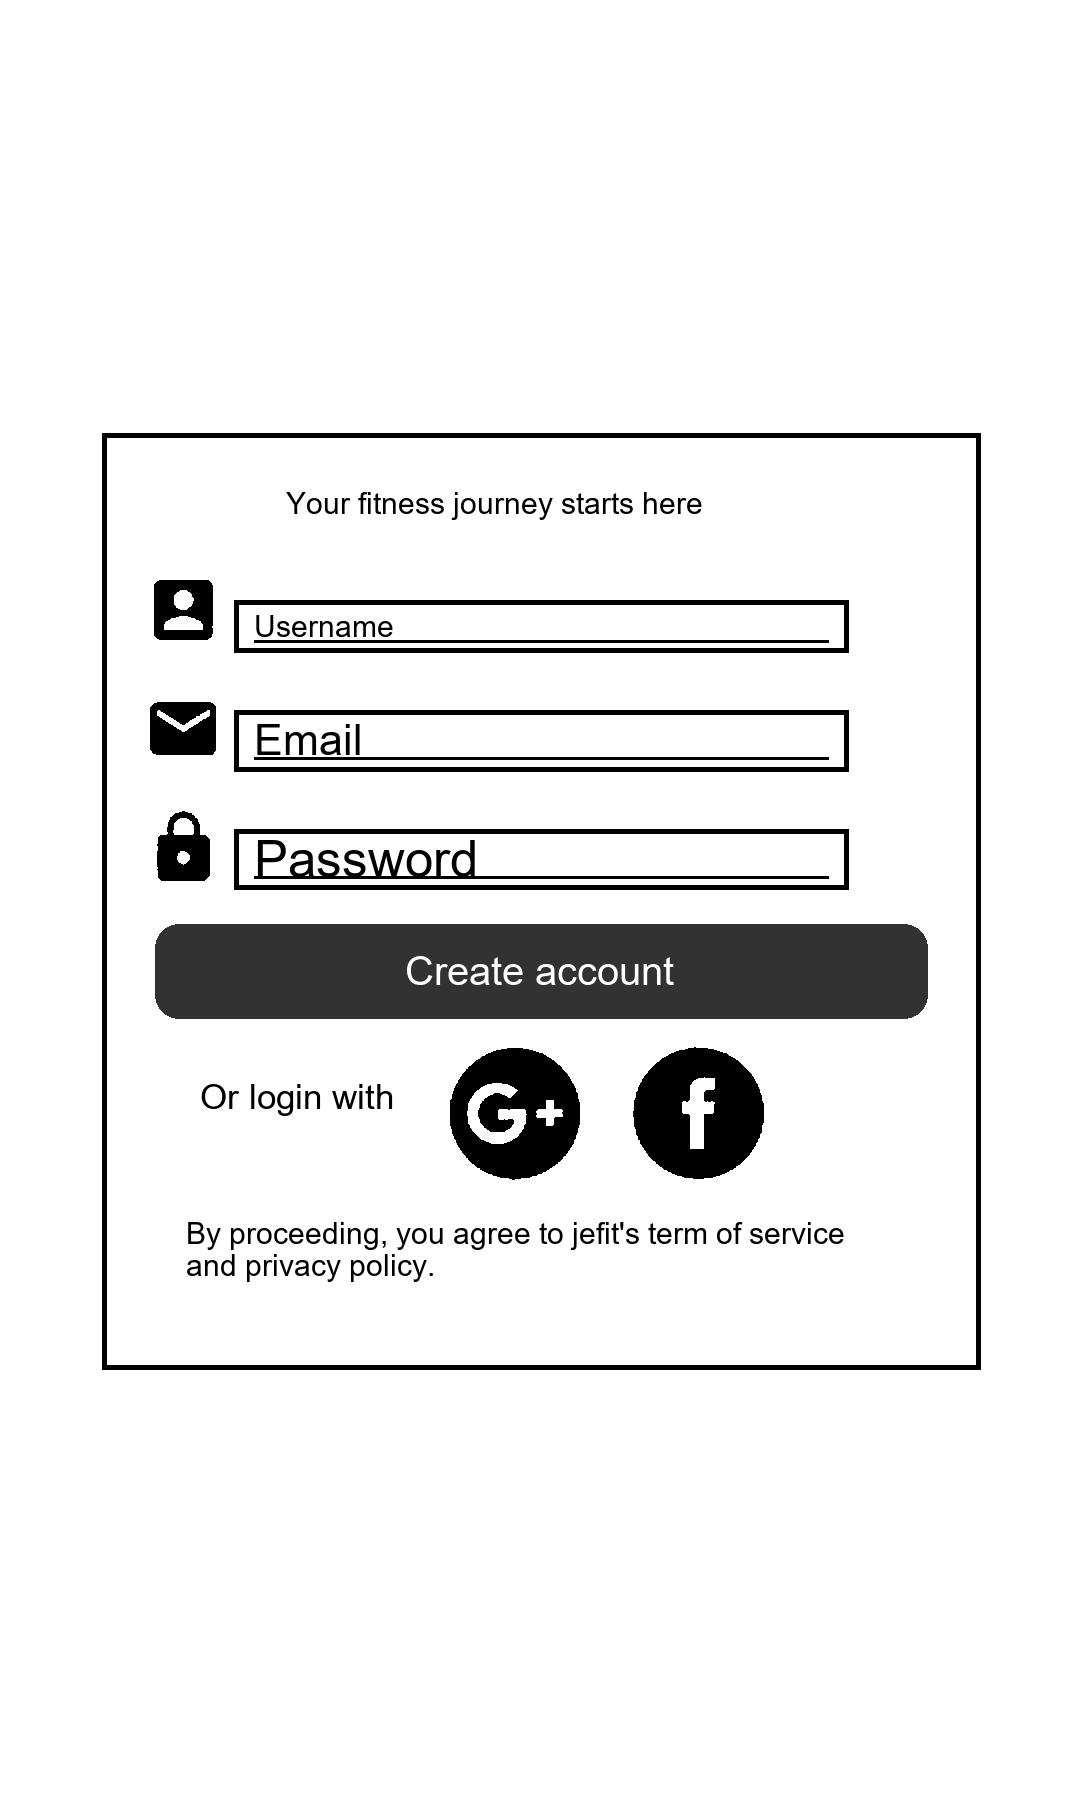 Your fitness journey starts here
Username
Email
Password
Create account
Or login with
G+
f
By proceeding, you agree to jefit's term of service
and privacy policy.